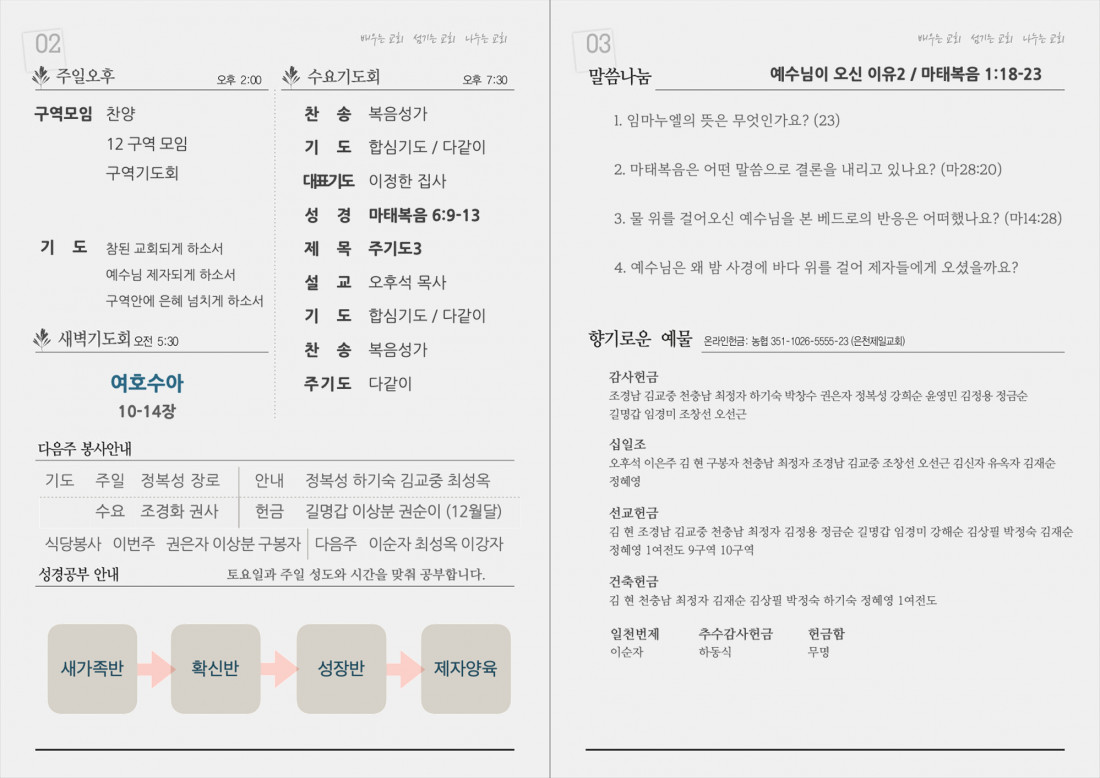 02
배우는 교회 섬기는 교회 나누는 교회
주일오후 오후 2:00
구역모임 찬양
12 구역 모임
구역기도회
기 도 참된 교회되게 하소서
예수님 제자되게 하소서
구역안에 은혜 넘치게 하소서
새벽기도회 오전 5:30
여호수아
10-14장
수요기도회 오후 7:30
찬 송 복음성가
기 도 합심기도 / 다같이
대표기도 이정한 집사
성 경 마태복음 6:9-13
제 목 주기도3
설 교 오후석 목사
기 도 합심기도 / 다같이
찬 송 복음성가
주기도 다같이
다음주 봉사안내
기도 주일 정복성 장로 안내 정복성 하기숙 김교중 최성옥
수요 조경화 권사 헌금 길명갑 이상분 권순이 (12월달)
식당봉사 이번주 권은자 이상분 구봉자 다음주 이순자 최성옥 이강자
성경공부 안내 토요일과 주일 성도와 시간을 맞춰 공부합니다.
새가족반 확신반 성장반 제자양육
03
배우는 교회 섬기는 교회 나누는 교회
말씀나눔 예수님이 오신 이유2 / 마태복음 1:18-23
1. 임마누엘의 뜻은 무엇인가요? (23)
2. 마태복음은 어떤 말씀으로 결론을 내리고 있나요? (마28:20)
3. 물 위를 걸어오신 예수님을 본 베드로의 반응은 어떠했나요? (마14:28)
4. 예수님은 왜 밤 사경에 바다 위를 걸어 제자들에게 오셨을까요?
향기로운 예물 온라인헌금: 농협 351-1026-5555-23 (은천제일교회)
감사헌금
조경남 김교중 천충남 최정자 하기숙 박창수 권은자 정복성 강희순 윤영민 김정용 정금순
길명갑 임경미 조창선 오선근
십일조
오후석 이은주 김 현 구봉자 천충남 최정자 조경남 김교중 조창선 오선근 김신자 유옥자 김재순
정혜영
선교헌금
김 현 조경남 김교중 천충남 최정자 김정용 정금순 길명갑 임경미 강해순 김상필 박정숙 김재순
정혜영 1여전도 9구역 10구역
건축헌금
김 현 천충남 최정자 김재순 김상필 박정숙 하기숙 정혜영 1여전도
일천번제 추수감사헌금 헌금함
이순자 하동식 무명